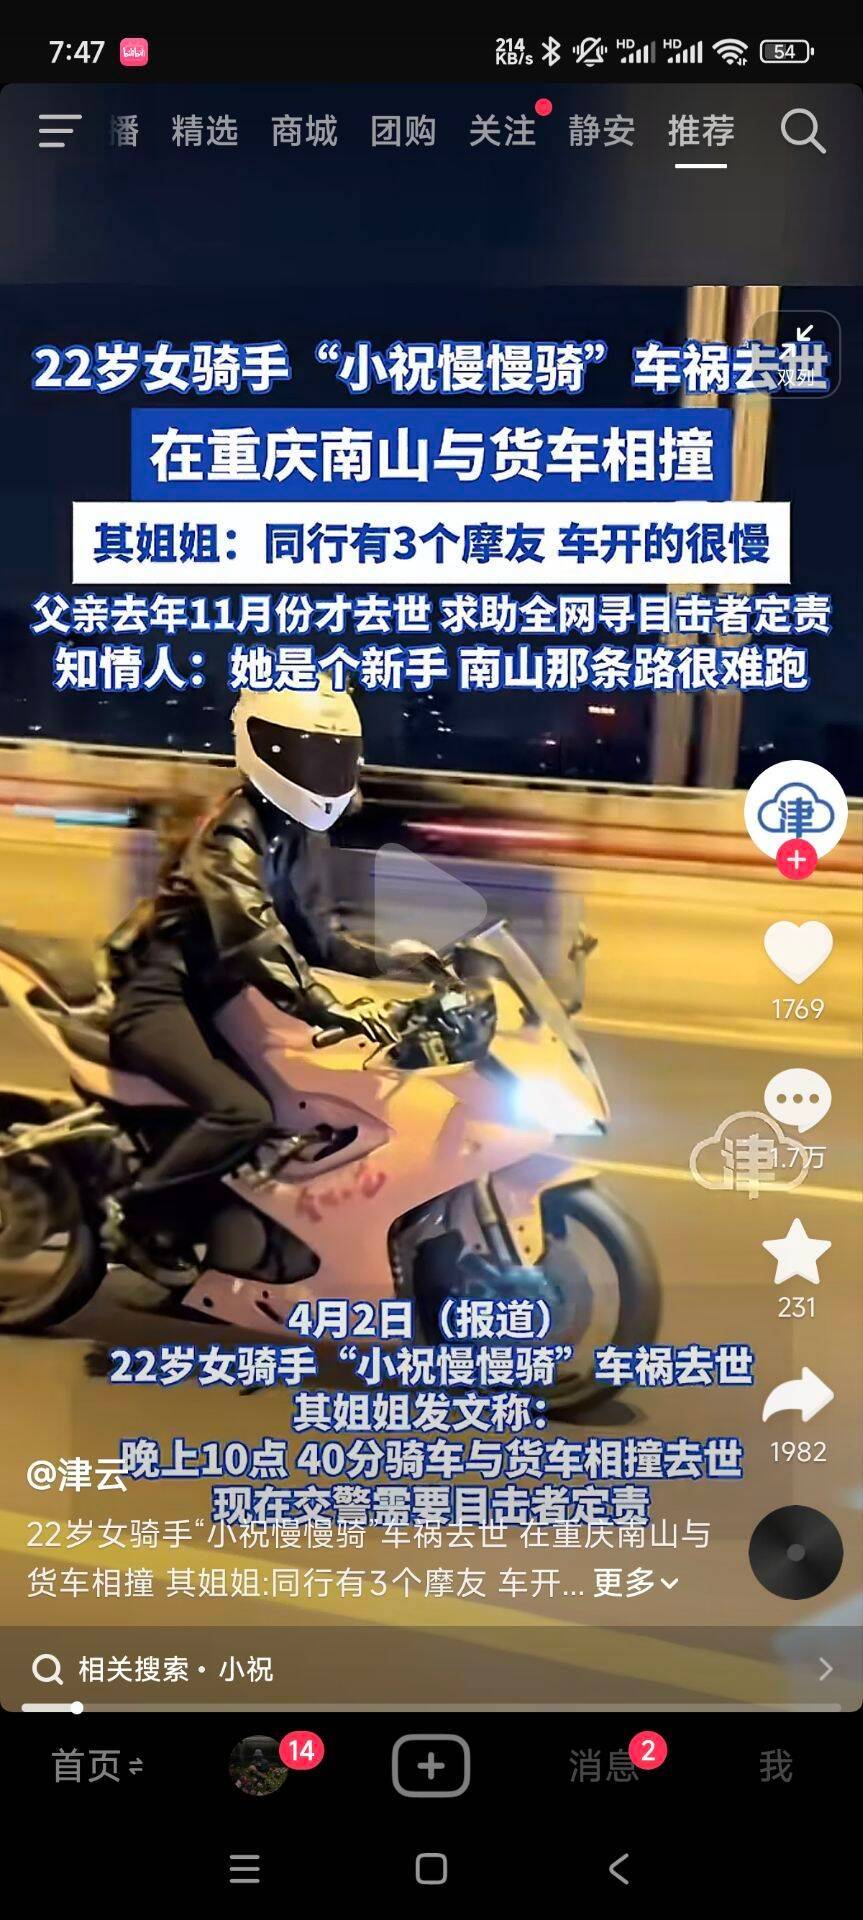 7:47
bilibili
214 KB/s HD HD 54
播 精选 商城 团购 关注 静安 推荐
22岁女骑手“小祝慢慢骑”车祸去世
双列
在重庆南山与货车相撞
其姐姐：同行有3个摩友 车开的很慢
父亲去年11月份才去世 求助全网寻目击者定责
知情人：她是个新手 南山那条路很难跑
津
1769
津
1.7万
231
4月2日（报道）
22岁女骑手“小祝慢慢骑”车祸去世
其姐姐发文称：
晚上10点 40分骑车与货车相撞去世
现在交警需要目击者定责
1982
@津云
22岁女骑手“小祝慢慢骑”车祸去世 在重庆南山与
货车相撞 其姐姐:同行有3个摩友 车开... 更多
相关搜索·小祝
首页 14 消息 2 我